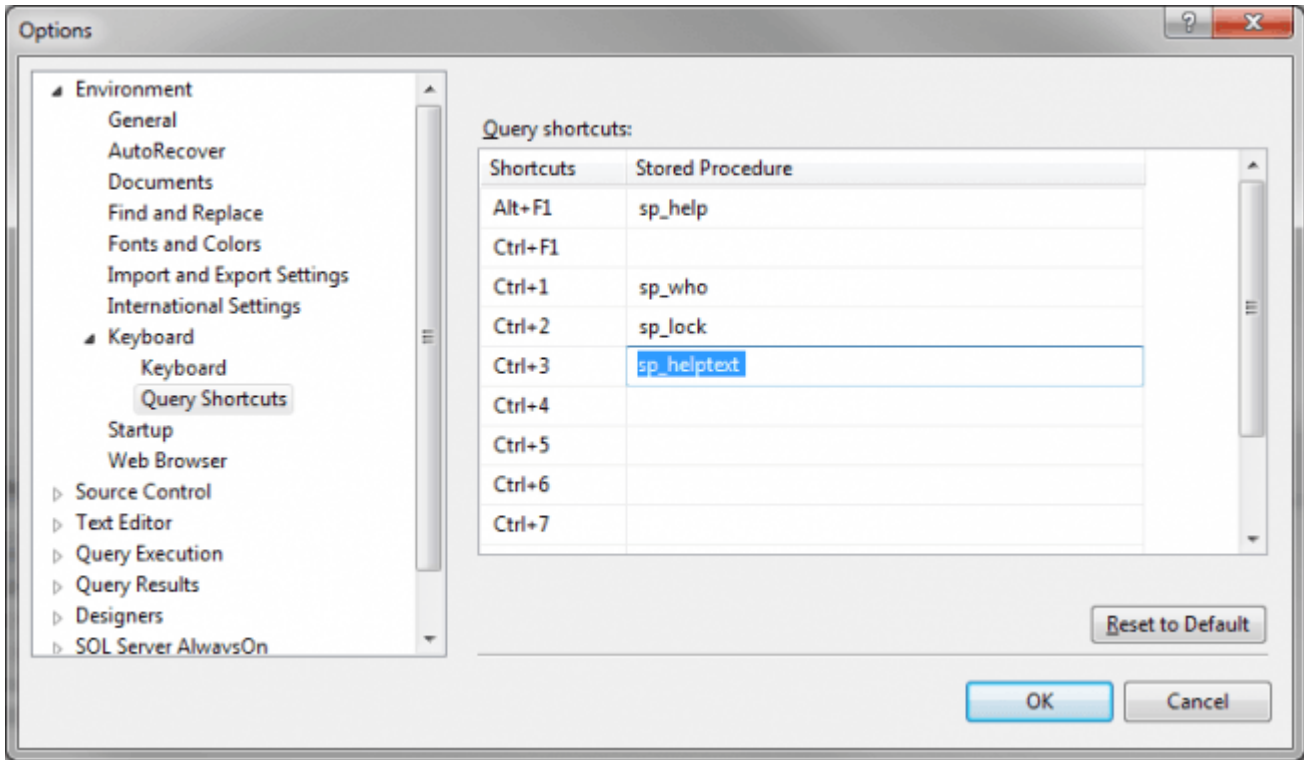 Options
Environment
General
AutoRecover
Documents
Find and Replace
Fonts and Colors
Import and Export Settings
International Settings
Keyboard
Keyboard
Query Shortcuts
Startup
Web Browser
Source Control
Text Editor
Query Execution
Query Results
Designers
SQL Server AlwaysOn
Query shortcuts:
Shortcuts Stored Procedure
Alt+F1 sp_help
Ctrl+F1
Ctrl+1 sp_who
Ctrl+2 sp_lock
Ctrl+3 sp_helptext
Ctrl+4
Ctrl+5
Ctrl+6
Ctrl+7
Reset to Default
OK Cancel